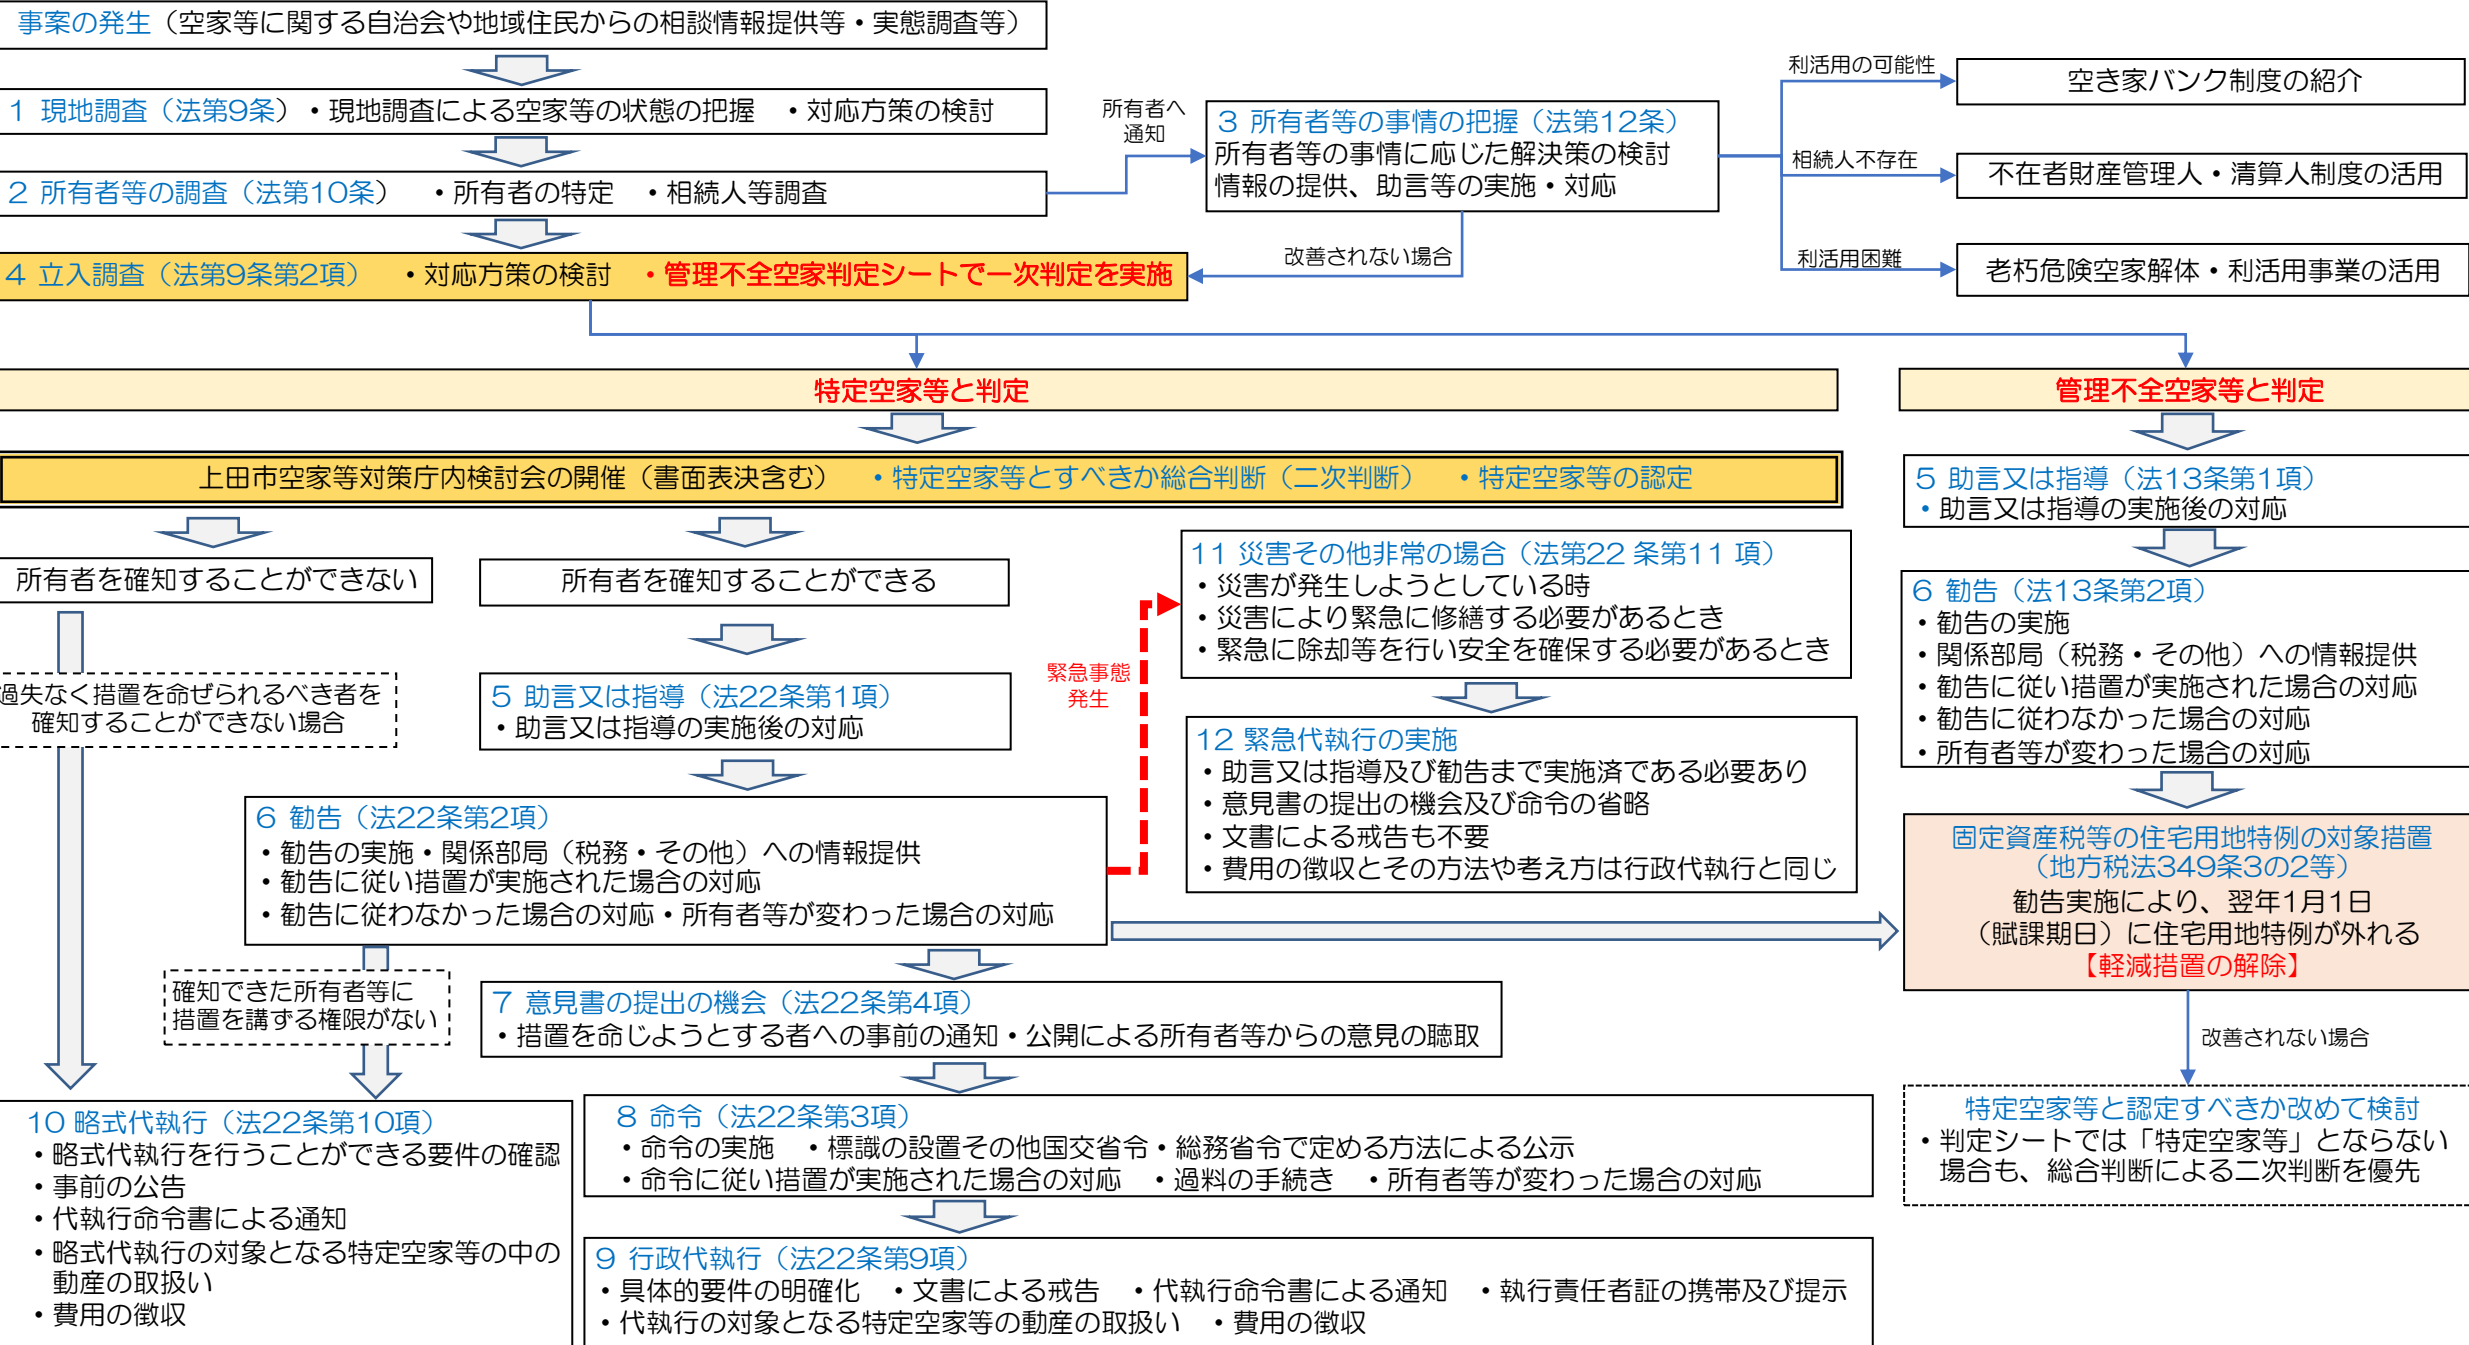 事案の発生（空家等に関する自治会や地域住民からの相談情報提供等・実態調査等）
1 現地調査（法第9条）・現地調査による空家等の状態の把握　・対応方策の検討
2 所有者等の調査（法第10条）　・所有者の特定　・相続人等調査
所有者へ
通知
3 所有者等の事情の把握（法第12条）
所有者等の事情に応じた解決策の検討
情報の提供、助言等の実施・対応
利活用の可能性
空き家バンク制度の紹介
相続人不存在
不在者財産管理人・清算人制度の活用
利活用困難
老朽危険空家解体・利活用事業の活用
改善されない場合
4 立入調査（法第9条第2項）　・対応方策の検討　・管理不全空家判定シートで一次判定を実施
特定空家等と判定
管理不全空家等と判定
上田市空家等対策庁内検討会の開催（書面表決含む）　・特定空家等とすべきか総合判断（二次判断）　・特定空家等の認定
所有者を確知することができない
所有者を確知することができる
過失なく措置を命ぜられるべき者を
確知することができない場合
5 助言又は指導（法22条第1項）
・助言又は指導の実施後の対応
6 勧告（法22条第2項）
・勧告の実施・関係部局（税務・その他）への情報提供
・勧告に従い措置が実施された場合の対応
・勧告に従わなかった場合の対応・所有者等が変わった場合の対応
緊急事態
発生
11 災害その他非常の場合（法第22 条第11 項）
・災害が発生しようとしている時
・災害により緊急に修繕する必要があるとき
・緊急に除却等を行い安全を確保する必要があるとき
12 緊急代執行の実施
・助言又は指導及び勧告まで実施済である必要あり
・意見書の提出の機会及び命令の省略
・文書による戒告も不要
・費用の徴収とその方法や考え方は行政代執行と同じ
5 助言又は指導（法13条第1項）
・助言又は指導の実施後の対応
6 勧告（法13条第2項）
・勧告の実施
・関係部局（税務・その他）への情報提供
・勧告に従い措置が実施された場合の対応
・勧告に従わなかった場合の対応
・所有者等が変わった場合の対応
固定資産税等の住宅用地特例の対象措置
（地方税法349条3の2等）
勧告実施により、翌年1月1日
（賦課期日）に住宅用地特例が外れる
【軽減措置の解除】
改善されない場合
特定空家等と認定すべきか改めて検討
・判定シートでは「特定空家等」とならない
場合も、総合判断による二次判断を優先
確知できた所有者等に
措置を講ずる権限がない
7 意見書の提出の機会（法22条第4項）
・措置を命じようとする者への事前の通知・公開による所有者等からの意見の聴取
8 命令（法22条第3項）
・命令の実施　・標識の設置その他国交省令・総務省令で定める方法による公示
・命令に従い措置が実施された場合の対応　・過料の手続き　・所有者等が変わった場合の対応
9 行政代執行（法22条第9項）
・具体的要件の明確化　・文書による戒告　・代執行命令書による通知　・執行責任者証の携帯及び提示
・代執行の対象となる特定空家等の動産の取扱い　・費用の徴収
10 略式代執行（法22条第10項）
・略式代執行を行うことができる要件の確認
・事前の公告
・代執行命令書による通知
・略式代執行の対象となる特定空家等の中の
動産の取扱い
・費用の徴収